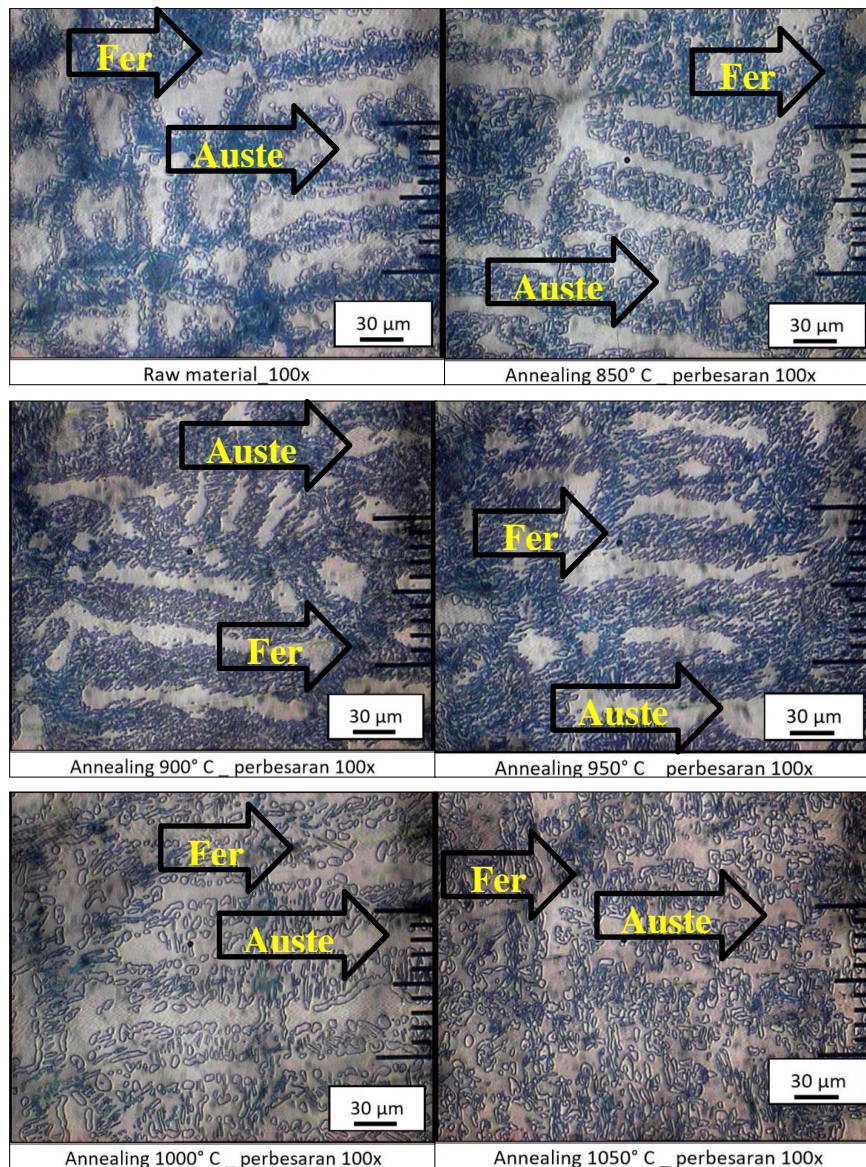 Fer
Auste
30 µm
Raw material_100x
Fer
Auste
30 µm
Annealing 850° C _ perbesaran 100x
Auste
Fer
30 µm
Annealing 900° C _ perbesaran 100x
Fer
Auste
30 µm
Annealing 950° C _ perbesaran 100x
Fer
Auste
Annealing 1000° C _ perbesaran 100x
30 µm
Fer
Auste
30 µm
Annealing 1050° C _ perbesaran 100x